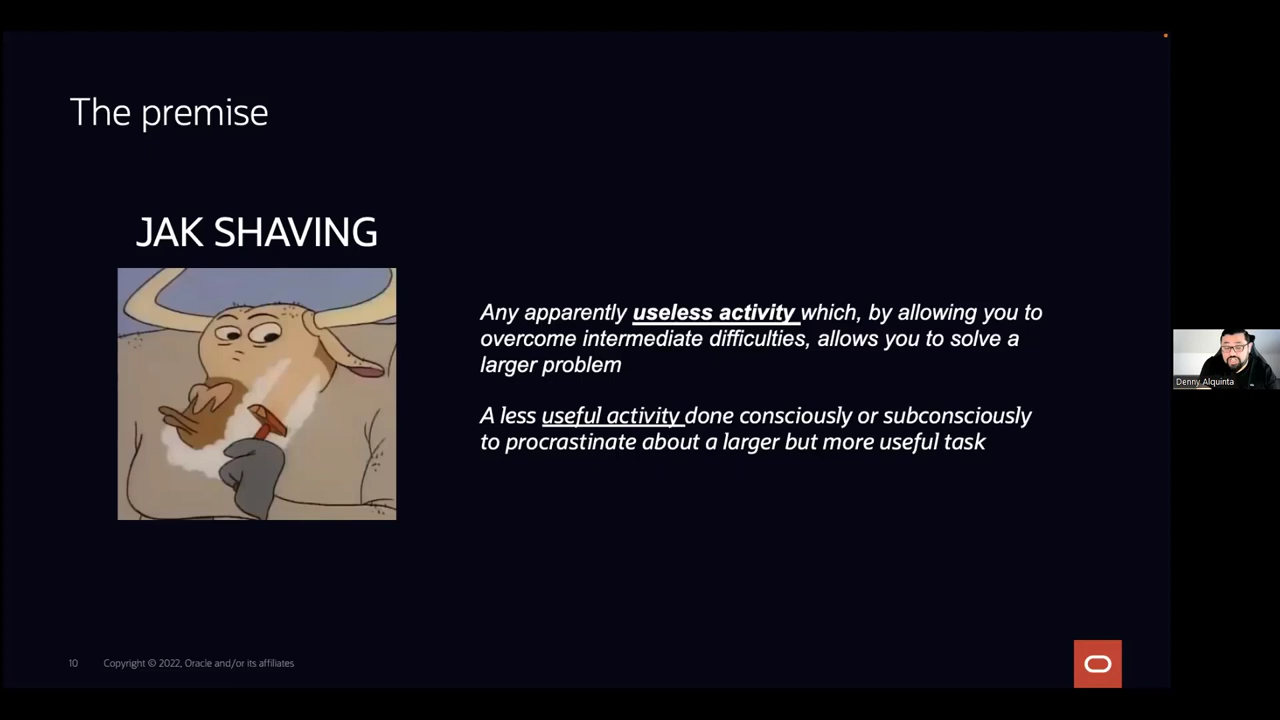 The premise
JAK SHAVING
Any apparently useless activity which, by allowing you to
overcome intermediate difficulties, allows you to solve a
larger problem
A less useful activity done consciously or subconsciously
to procrastinate about a larger but more useful task
Denny Alquinta
10 Copyright © 2022, Oracle and/or its affiliates